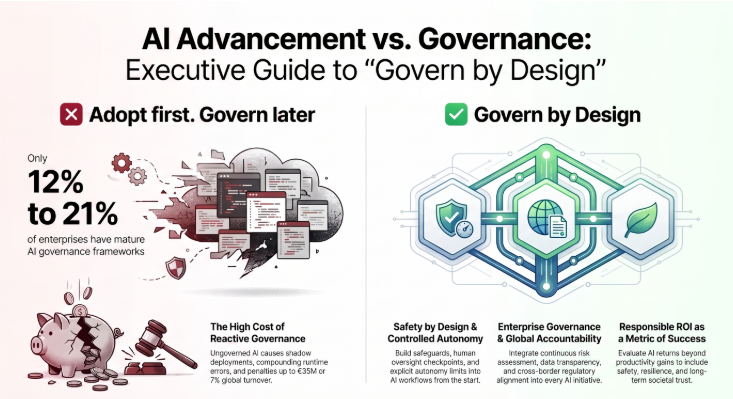 AI Advancement vs. Governance:
Executive Guide to “Govern by Design”
Adopt first. Govern later
Only
12%
to 21%
of enterprises have mature
AI governance frameworks
The High Cost of
Reactive Governance
Ungoverned AI causes shadow
deployments, compounding runtime
errors, and penalties up to €35M or
7% global turnover.
Govern by Design
Safety by Design &
Controlled Autonomy
Build safeguards, human
oversight checkpoints, and
explicit autonomy limits into
AI workflows from the start.
Enterprise Governance
& Global Accountability
Integrate continuous risk
assessment, data transparency,
and cross-border regulatory
alignment into every AI initiative.
Responsible ROI as
a Metric of Success
Evaluate AI returns beyond
productivity gains to include
safety, resilience, and long-
term societal trust.